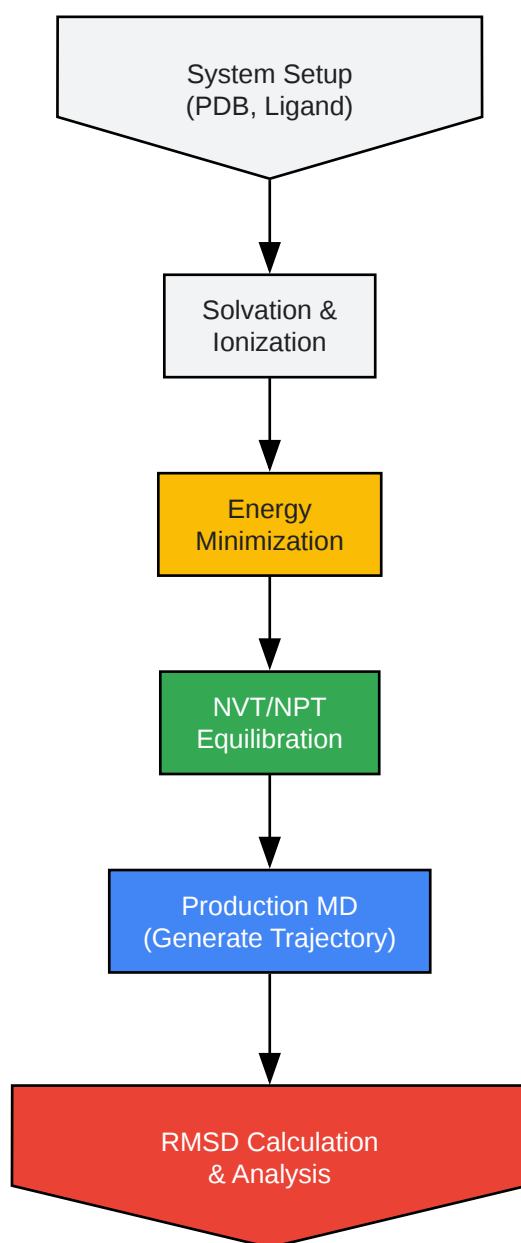 System Setup
(PDB, Ligand)
Solvation &
Ionization
Energy
Minimization
NVT/NPT
Equilibration
Production MD
(Generate Trajectory)
RMSD Calculation
& Analysis